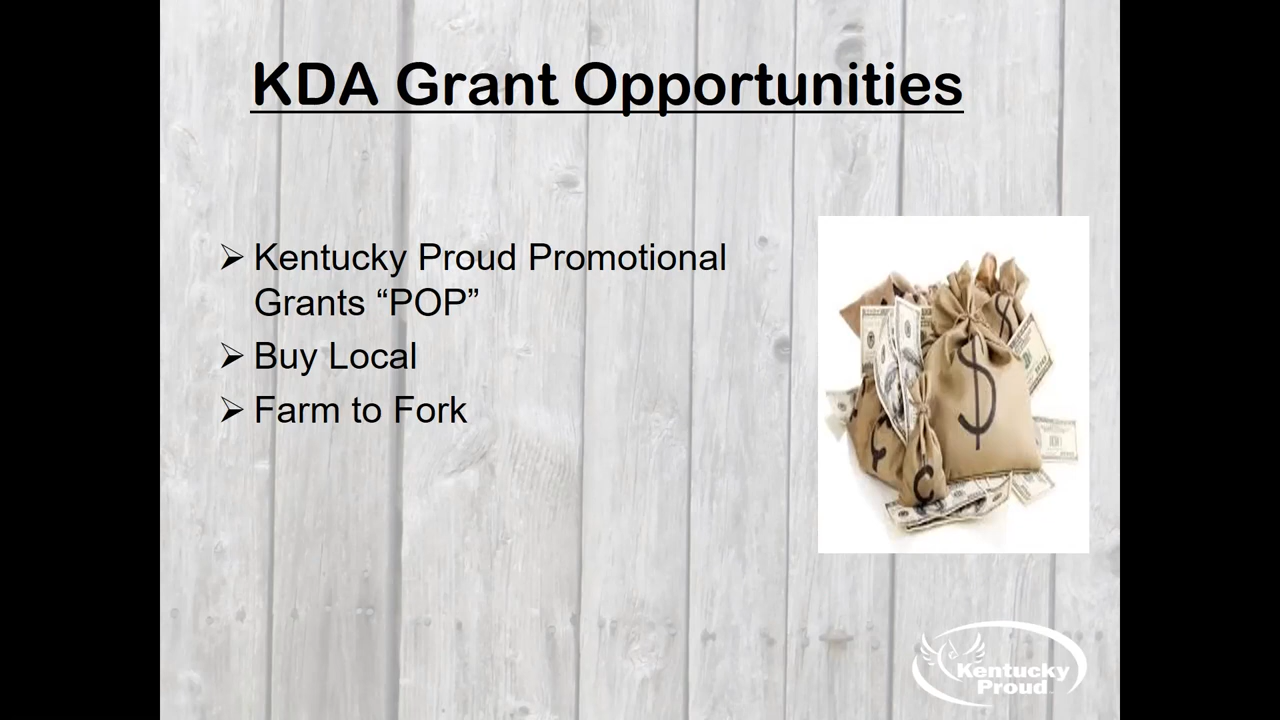 KDA Grant Opportunities
➢ Kentucky Proud Promotional
Grants “POP”
➢ Buy Local
➢ Farm to Fork
$
$
C
Kentucky
Proud